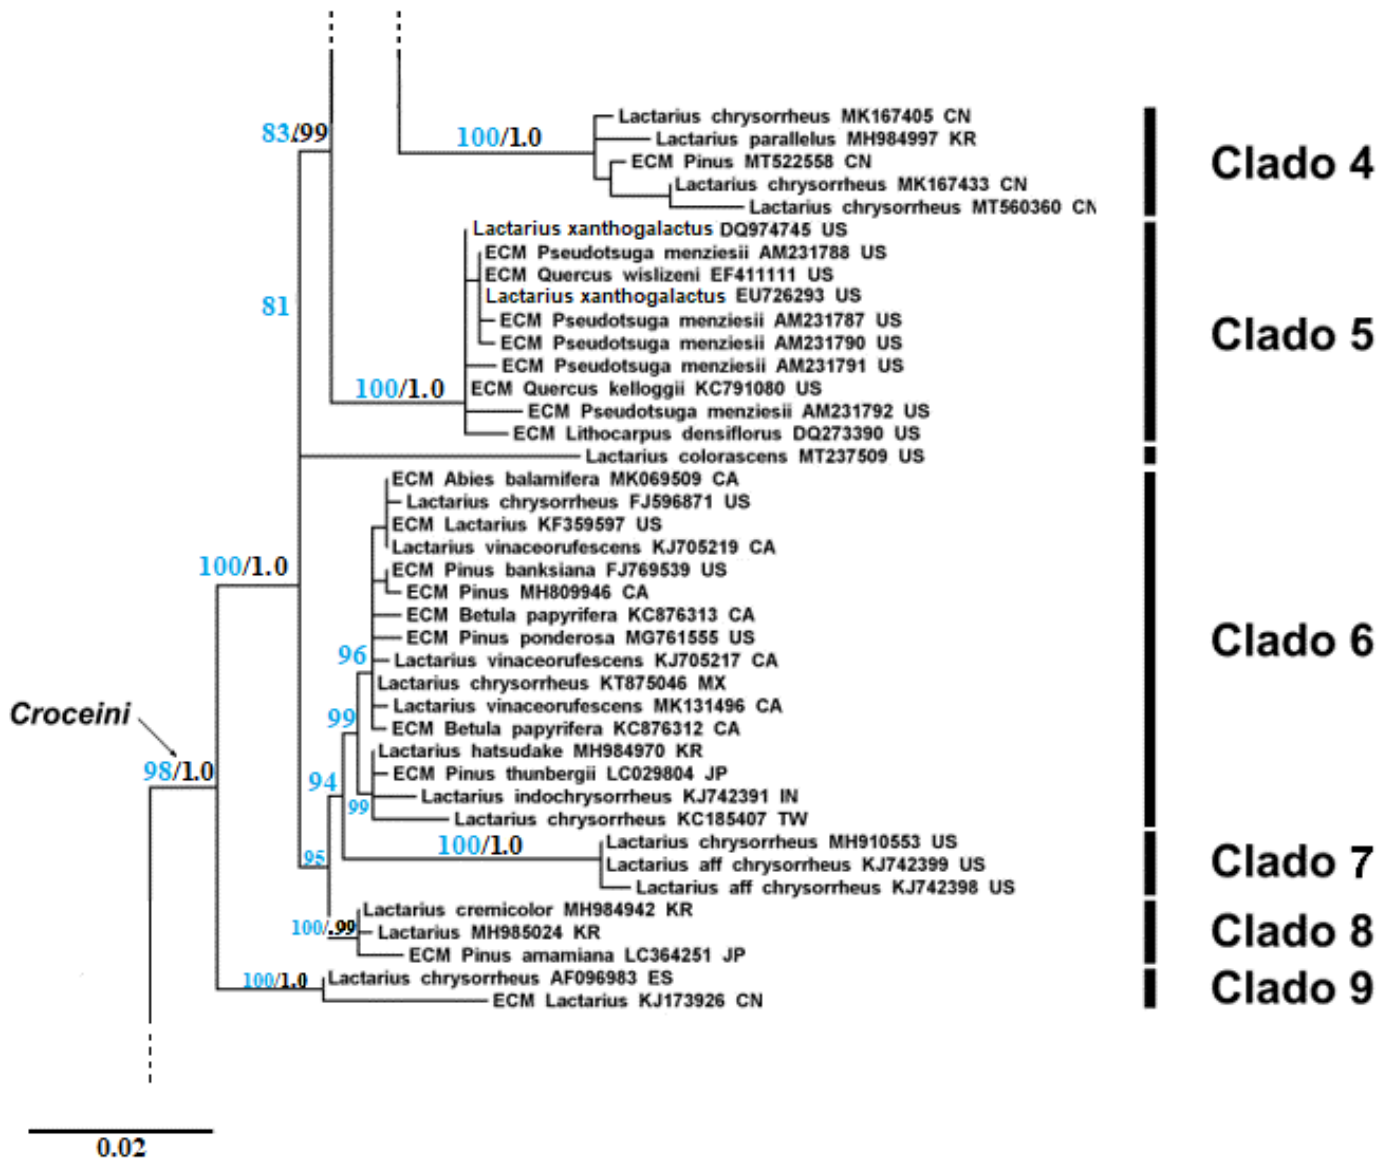 83/.99
100/1.0
Lactarius chrysorrheus MK167405 CN
Lactarius parallelus MH984997 KR
ECM Pinus MT522558 CN
Lactarius chrysorrheus MK167433 CN
Lactarius chrysorrheus MT560360 CN
Clado 4
81
100/1.0
Lactarius xanthogalactus DQ974745 US
ECM Pseudotsuga menziesii AM231788 US
ECM Quercus wislizeni EF411111 US
Lactarius xanthogalactus EU726293 US
ECM Pseudotsuga menziesii AM231787 US
ECM Pseudotsuga menziesii AM231790 US
ECM Pseudotsuga menziesii AM231791 US
ECM Quercus kelloggii KC791080 US
ECM Pseudotsuga menziesii AM231792 US
ECM Lithocarpus densiflorus DQ273390 US
Clado 5
Lactarius colorascens MT237509 US
100/1.0
ECM Abies balamifera MK069509 CA
Lactarius chrysorrheus FJ596871 US
ECM Lactarius KF359597 US
Lactarius vinaceorufescens KJ705219 CA
ECM Pinus banksiana FJ769539 US
ECM Pinus MH809946 CA
ECM Betula papyrifera KC876313 CA
ECM Pinus ponderosa MG761555 US
96
Lactarius vinaceorufescens KJ705217 CA
Lactarius chrysorrheus KT875046 MX
Lactarius vinaceorufescens MK131496 CA
99
ECM Betula papyrifera KC876312 CA
Lactarius hatsudake MH984970 KR
ECM Pinus thunbergii LC029804 JP
94
99
Lactarius indochrysorrheus KJ742391 IN
Lactarius chrysorrheus KC185407 TW
Clado 6
Croceini
98/1.0
100/1.0
Lactarius chrysorrheus MH910553 US
Lactarius aff chrysorrheus KJ742399 US
Lactarius aff chrysorrheus KJ742398 US
Clado 7
95
100/.99
Lactarius cremicolor MH984942 KR
Lactarius MH985024 KR
ECM Pinus amamiana LC364251 JP
Clado 8
100/1.0
Lactarius chrysorrheus AF096983 ES
ECM Lactarius KJ173926 CN
Clado 9
0.02